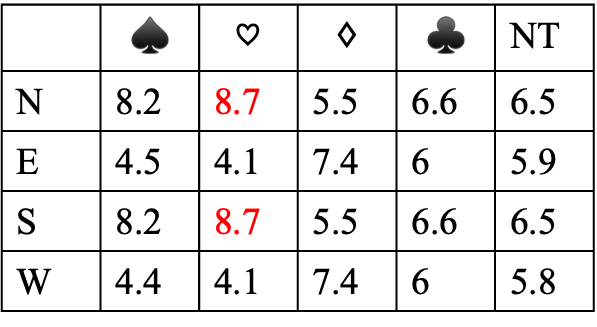 ♠ ♡ ◊ ♣ NT
N 8.2 8.7 5.5 6.6 6.5
E 4.5 4.1 7.4 6 5.9
S 8.2 8.7 5.5 6.6 6.5
W 4.4 4.1 7.4 6 5.8